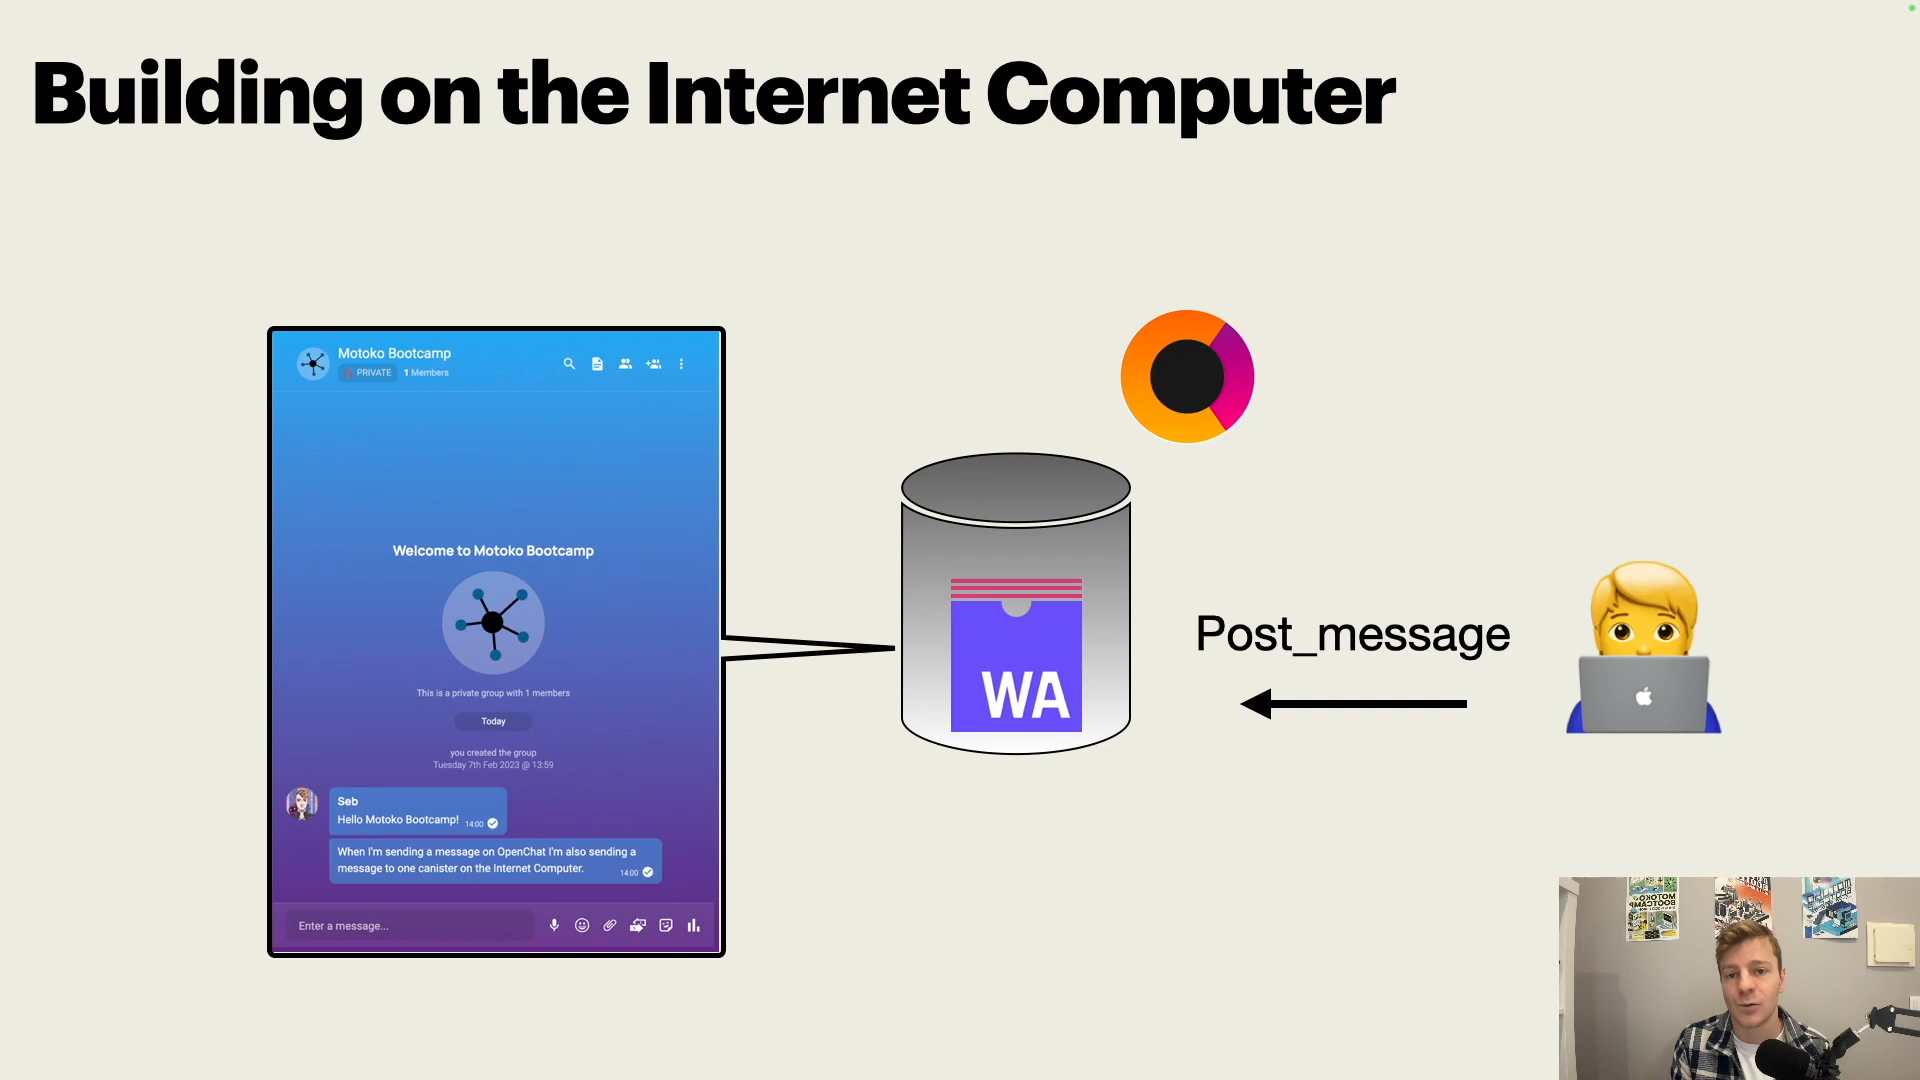 Building on the Internet Computer
Motoko Bootcamp
PRIVATE 1 Members
Welcome to Motoko Bootcamp
This is a private group with 1 members
Today
you created the group
Tuesday 7th Feb 2023 @ 13:59
Seb
Hello Motoko Bootcamp! 14:00
When I'm sending a message on OpenChat I'm also sending a
message to one canister on the Internet Computer.
14:00
Enter a message...
WA
Post_message
MOTOKO
BOOTCAMP